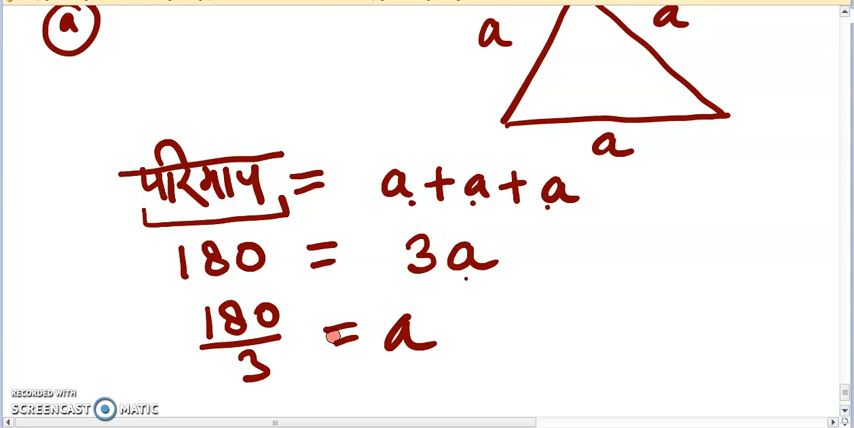 a
a a
a
परिमाप = a + a + a
180 = 3a
180/3 = a
RECORDED WITH
SCREENCAST MATIC